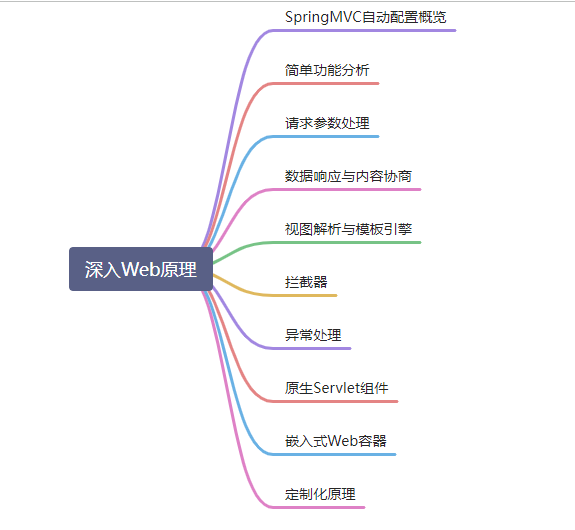 SpringMVC自动配置概览
简单功能分析
请求参数处理
数据响应与内容协商
视图解析与模板引擎
深入Web原理
拦截器
异常处理
原生Servlet组件
嵌入式Web容器
定制化原理